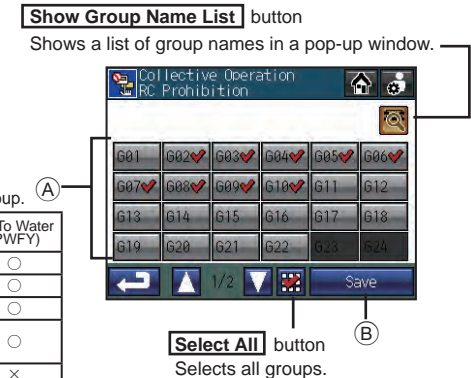 Show Group Name List button
Shows a list of group names in a pop-up window.
Collective Operation
RC Prohibition
A
G01 G02 G03 G04 G05 G06
G07 G08 G09 G10 G11 G12
G13 G14 G15 G16 G17 G18
G19 G20 G21 G22 G23 G24
1/2 Save
B
Select All button
Selects all groups.
oup.
To Water
PWFY)
○
○
○
○
×